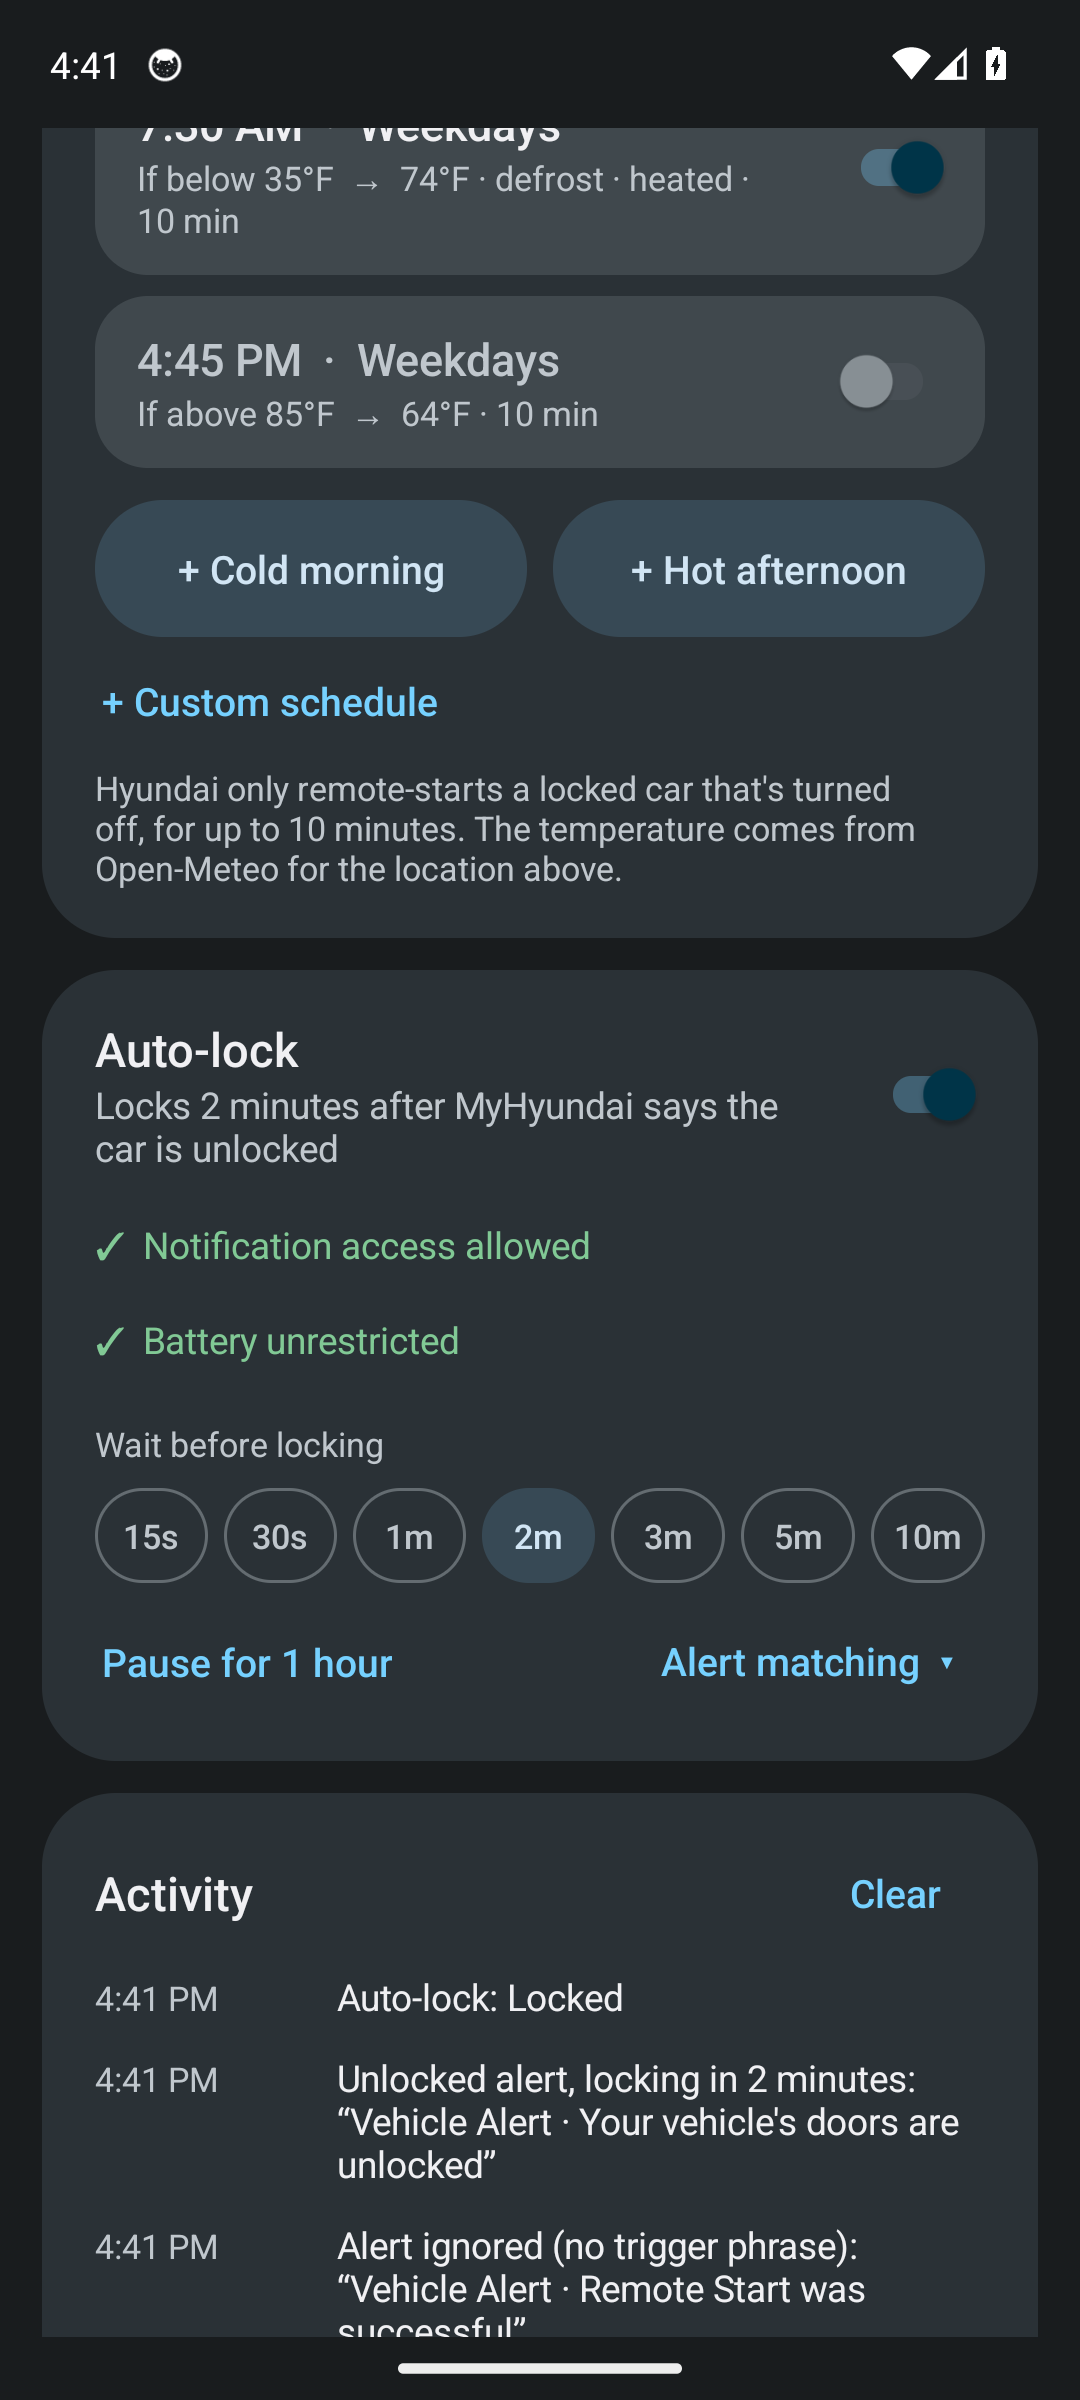 4:41
7:30 AM · Weekdays
If below 35°F → 74°F · defrost · heated ·
10 min
4:45 PM · Weekdays
If above 85°F → 64°F · 10 min
+ Cold morning
+ Hot afternoon
+ Custom schedule
Hyundai only remote-starts a locked car that's turned
off, for up to 10 minutes. The temperature comes from
Open-Meteo for the location above.
Auto-lock
Locks 2 minutes after MyHyundai says the
car is unlocked
✓ Notification access allowed
✓ Battery unrestricted
Wait before locking
15s 30s 1m 2m 3m 5m 10m
Pause for 1 hour
Alert matching ▾
Activity
Clear
4:41 PM Auto-lock: Locked
4:41 PM Unlocked alert, locking in 2 minutes:
“Vehicle Alert · Your vehicle's doors are
unlocked”
4:41 PM Alert ignored (no trigger phrase):
“Vehicle Alert · Remote Start was
successful”